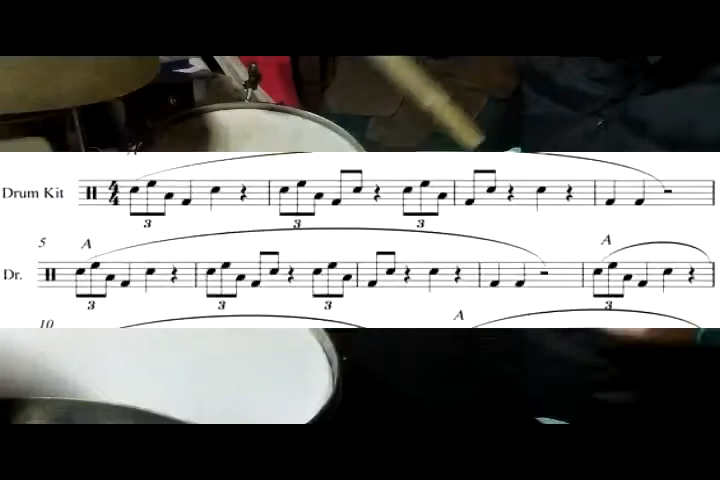 Drum Kit 4/4
3 3 3
5 A A
Dr.
3 3 3 3
10 A